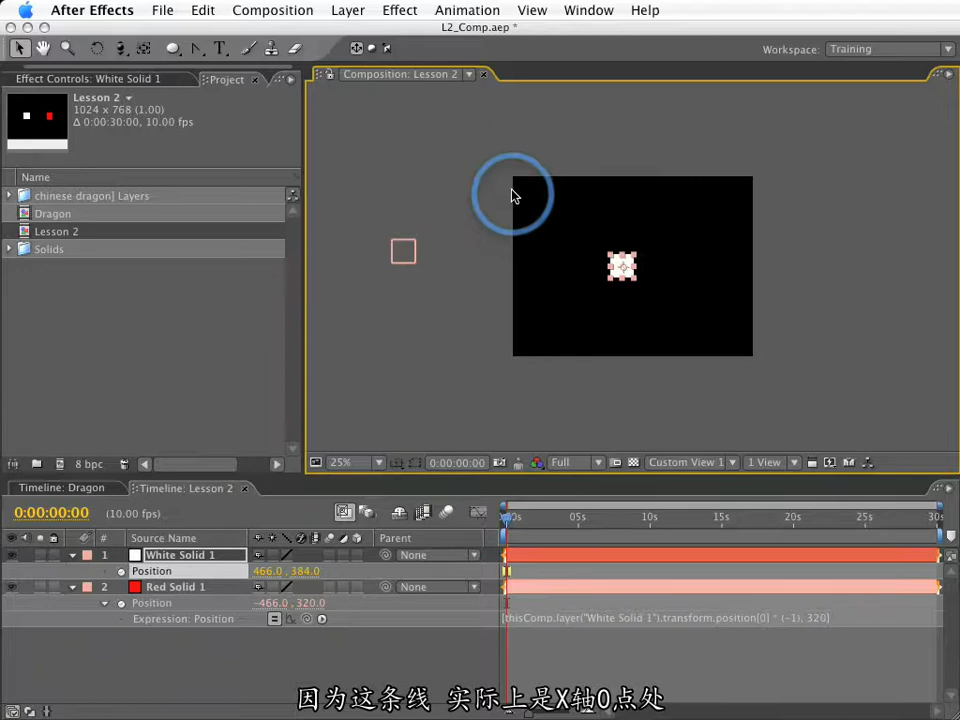 After Effects File Edit Composition Layer Effect Animation View Window Help
L2_Comp.aep *
Workspace: Training
Effect Controls: White Solid 1 Project
Composition: Lesson 2
Lesson 2
1024 x 768 (1.00)
Δ 0:00:30:00, 10.00 fps
Name
chinese dragon] Layers
Dragon
Lesson 2
Solids
8 bpc
25% 0:00:00:00 Full Custom View 1 1 View
Timeline: Dragon Timeline: Lesson 2
0:00:00:00 (10.00 fps)
05s 10s 15s 20s 25s 30s
# Source Name Parent
1 White Solid 1 None
Position 466.0, 384.0
2 Red Solid 1 None
Position -466.0, 320.0
Expression: Position [thisComp.layer("White Solid 1").transform.position[0] * (-1), 320]
因为这条线 实际上是X轴0点处